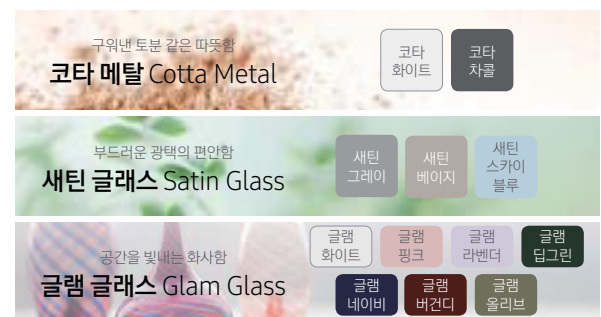 구워낸 토분 같은 따뜻함
코타 메탈 Cotta Metal
코타
화이트
코타
차콜
부드러운 광택의 편안함
새틴 글래스 Satin Glass
새틴
그레이
새틴
베이지
새틴
스카이
블루
공간을 빛내는 화사함
글램 글래스 Glam Glass
글램
화이트
글램
핑크
글램
라벤더
글램
딥그린
글램
네이비
글램
버건디
글램
올리브